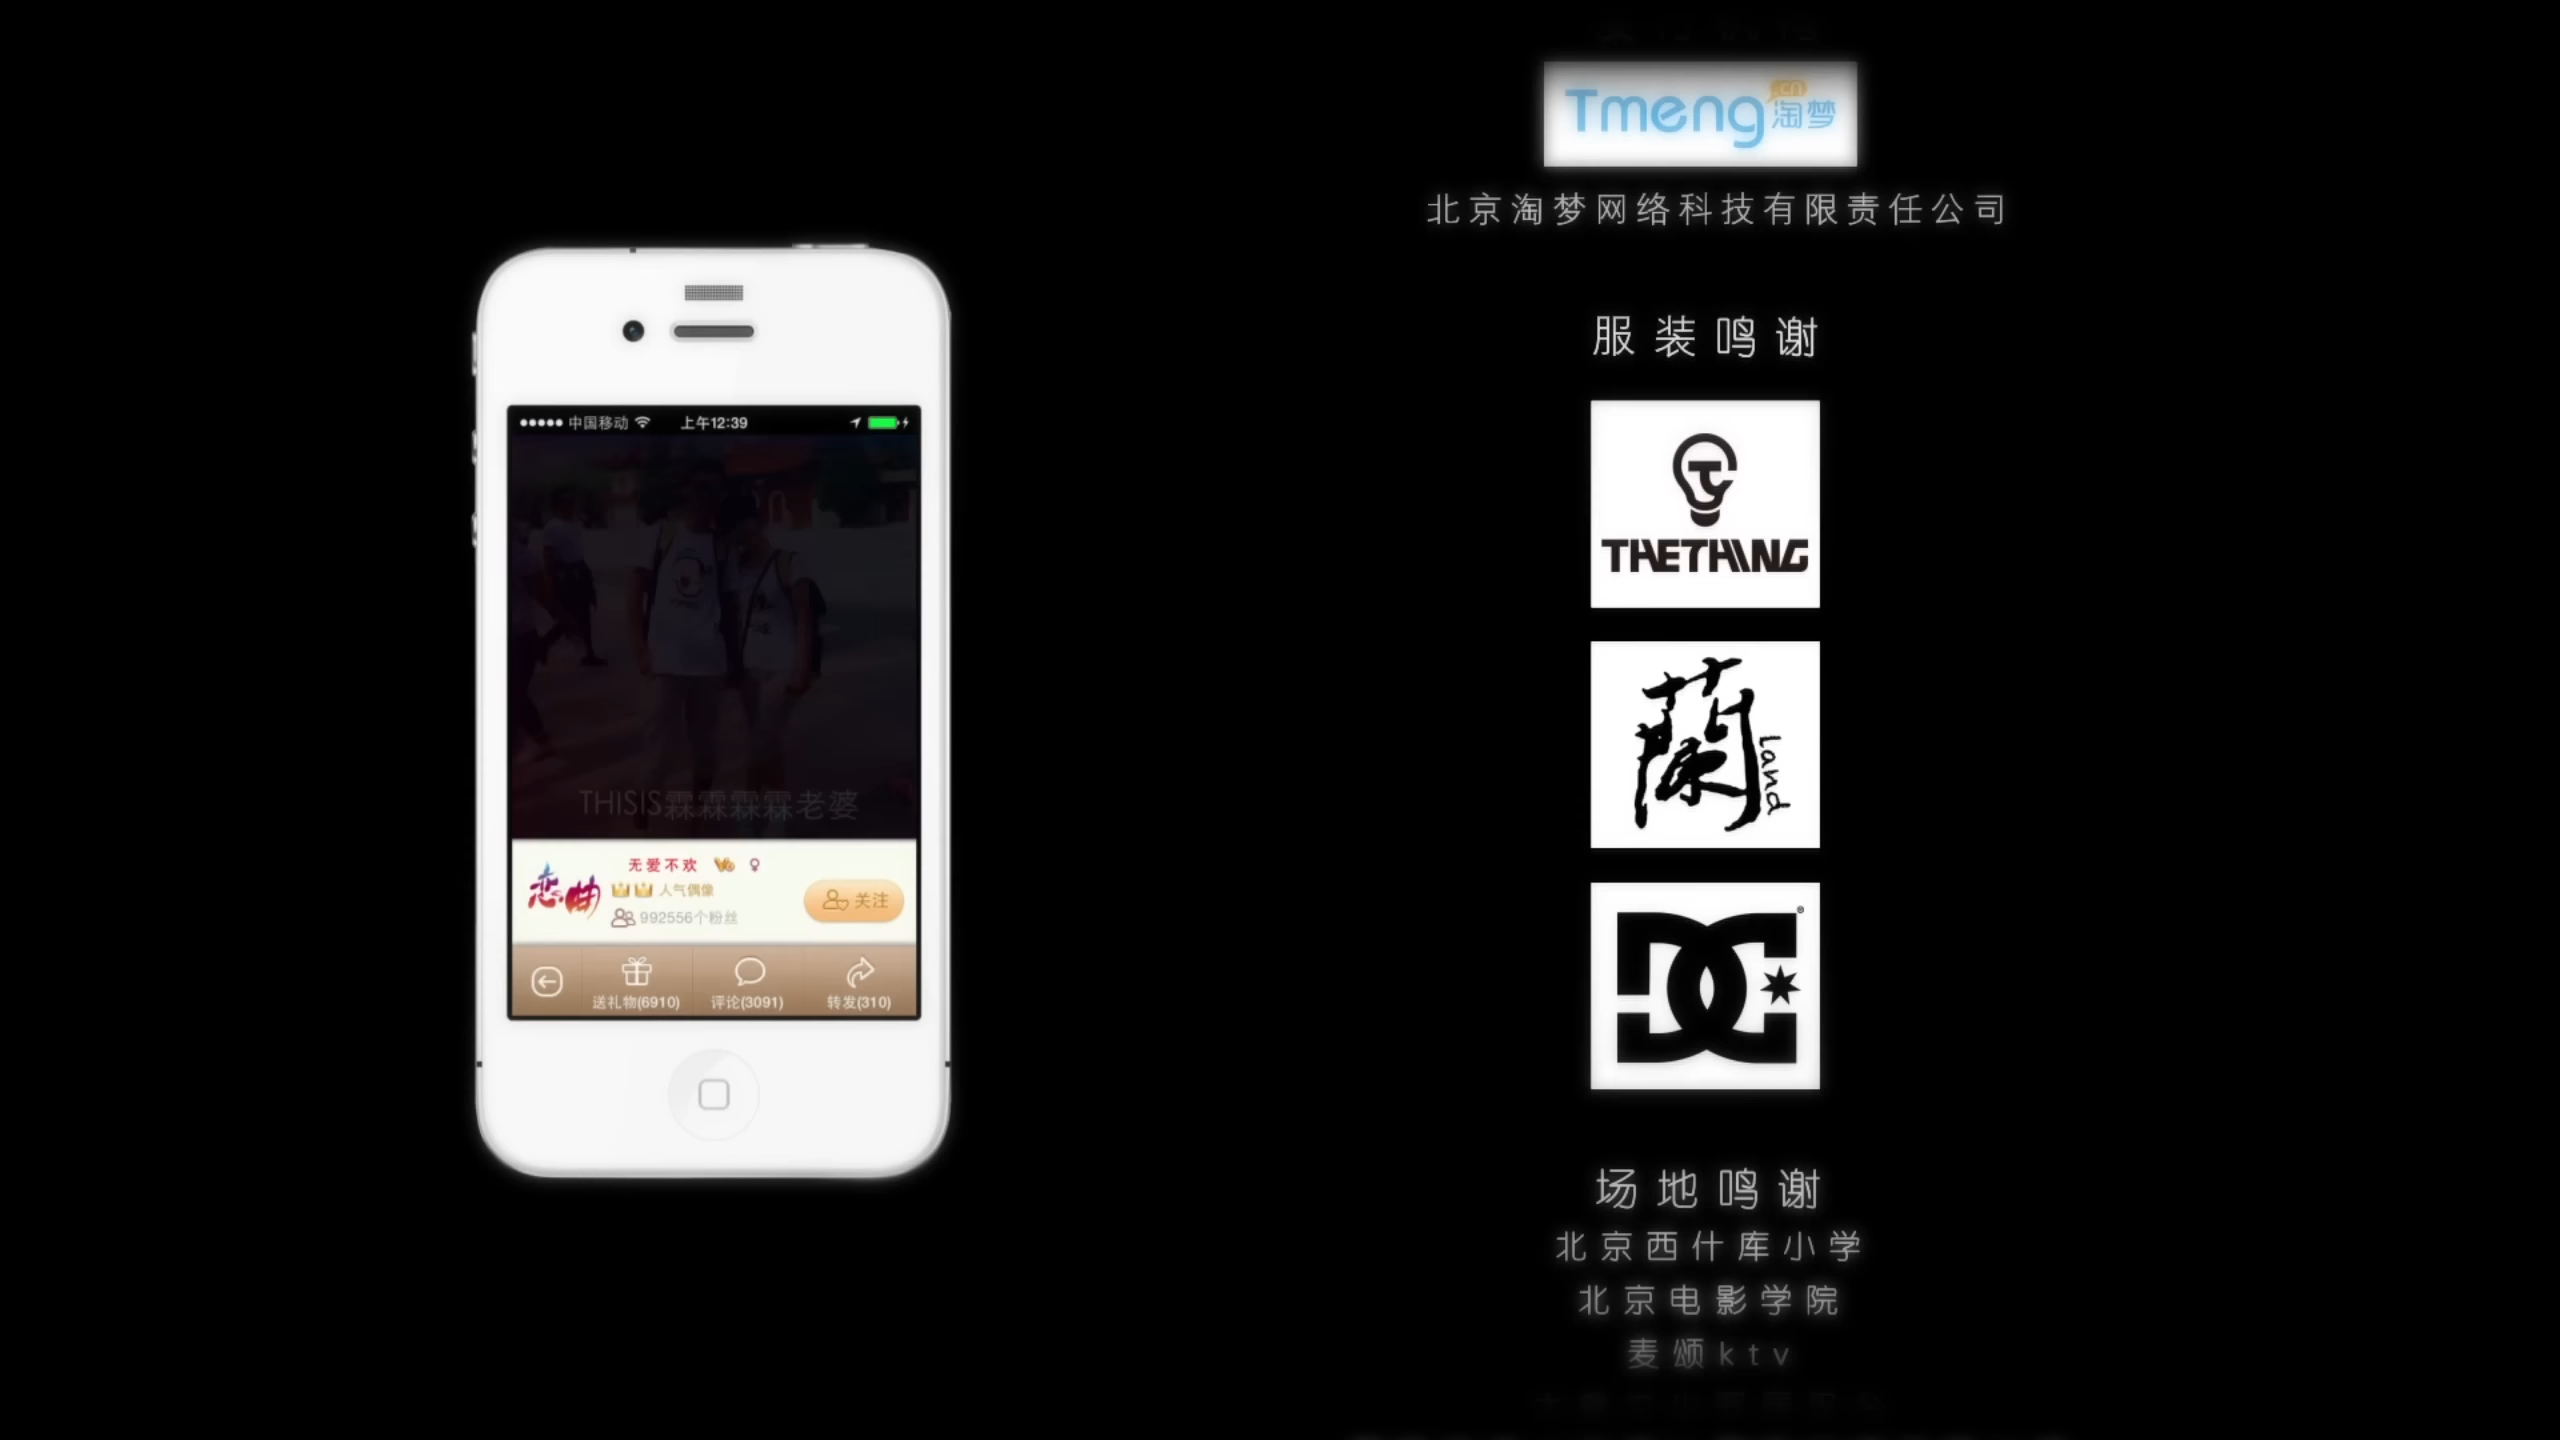 中国移动
上午12:39
THISIS霖霖霖霖老婆
恋曲
无爱不欢
人气偶像
992556个粉丝
关注
送礼物(6910)
评论(3091)
转发(310)
Tmeng.cn淘梦
北京淘梦网络科技有限责任公司
服装鸣谢
THETHING
蘭
Land
DC
场地鸣谢
北京西什库小学
北京电影学院
麦颂ktv